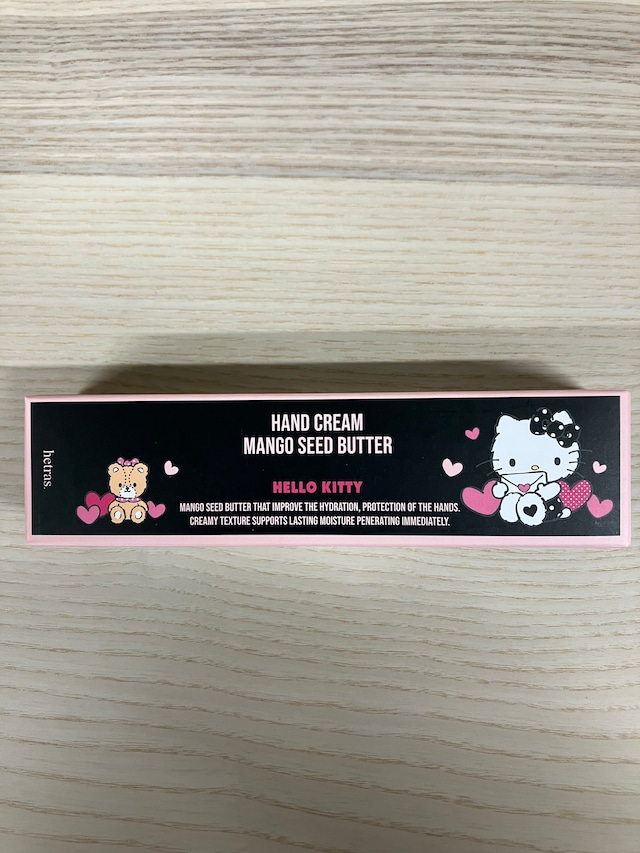 HAND CREAM
MANGO SEED BUTTER
hetras.
HELLO KITTY
MANGO SEED BUTTER THAT IMPROVE THE HYDRATION, PROTECTION OF THE HANDS.
CREAMY TEXTURE SUPPORTS LASTING MOISTURE PENERATING IMMEDIATELY.